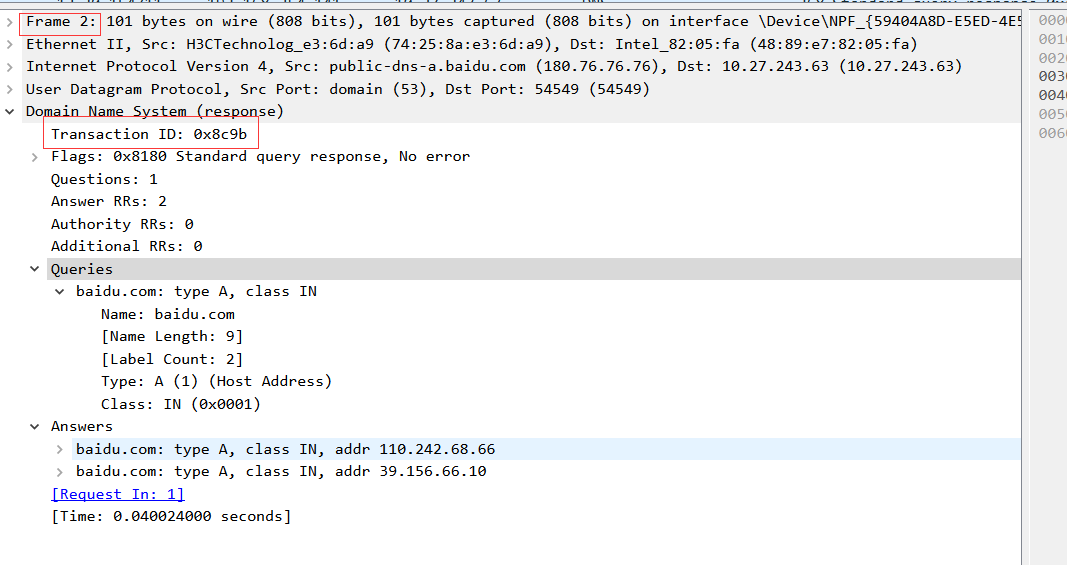 Frame 2: 101 bytes on wire (808 bits), 101 bytes captured (808 bits) on interface \Device\NPF_{59404A8D-E5ED-4E5
0000
Ethernet II, Src: H3CTechnolog_e3:6d:a9 (74:25:8a:e3:6d:a9), Dst: Intel_82:05:fa (48:89:e7:82:05:fa)
0010
Internet Protocol Version 4, Src: public-dns-a.baidu.com (180.76.76.76), Dst: 10.27.243.63 (10.27.243.63)
0020
User Datagram Protocol, Src Port: domain (53), Dst Port: 54549 (54549)
0030
Domain Name System (response)
0040
Transaction ID: 0x8c9b
0050
0060
Flags: 0x8180 Standard query response, No error
Questions: 1
Answer RRs: 2
Authority RRs: 0
Additional RRs: 0
Queries
baidu.com: type A, class IN
Name: baidu.com
[Name Length: 9]
[Label Count: 2]
Type: A (1) (Host Address)
Class: IN (0x0001)
Answers
baidu.com: type A, class IN, addr 110.242.68.66
baidu.com: type A, class IN, addr 39.156.66.10
[Request In: 1]
[Time: 0.040024000 seconds]